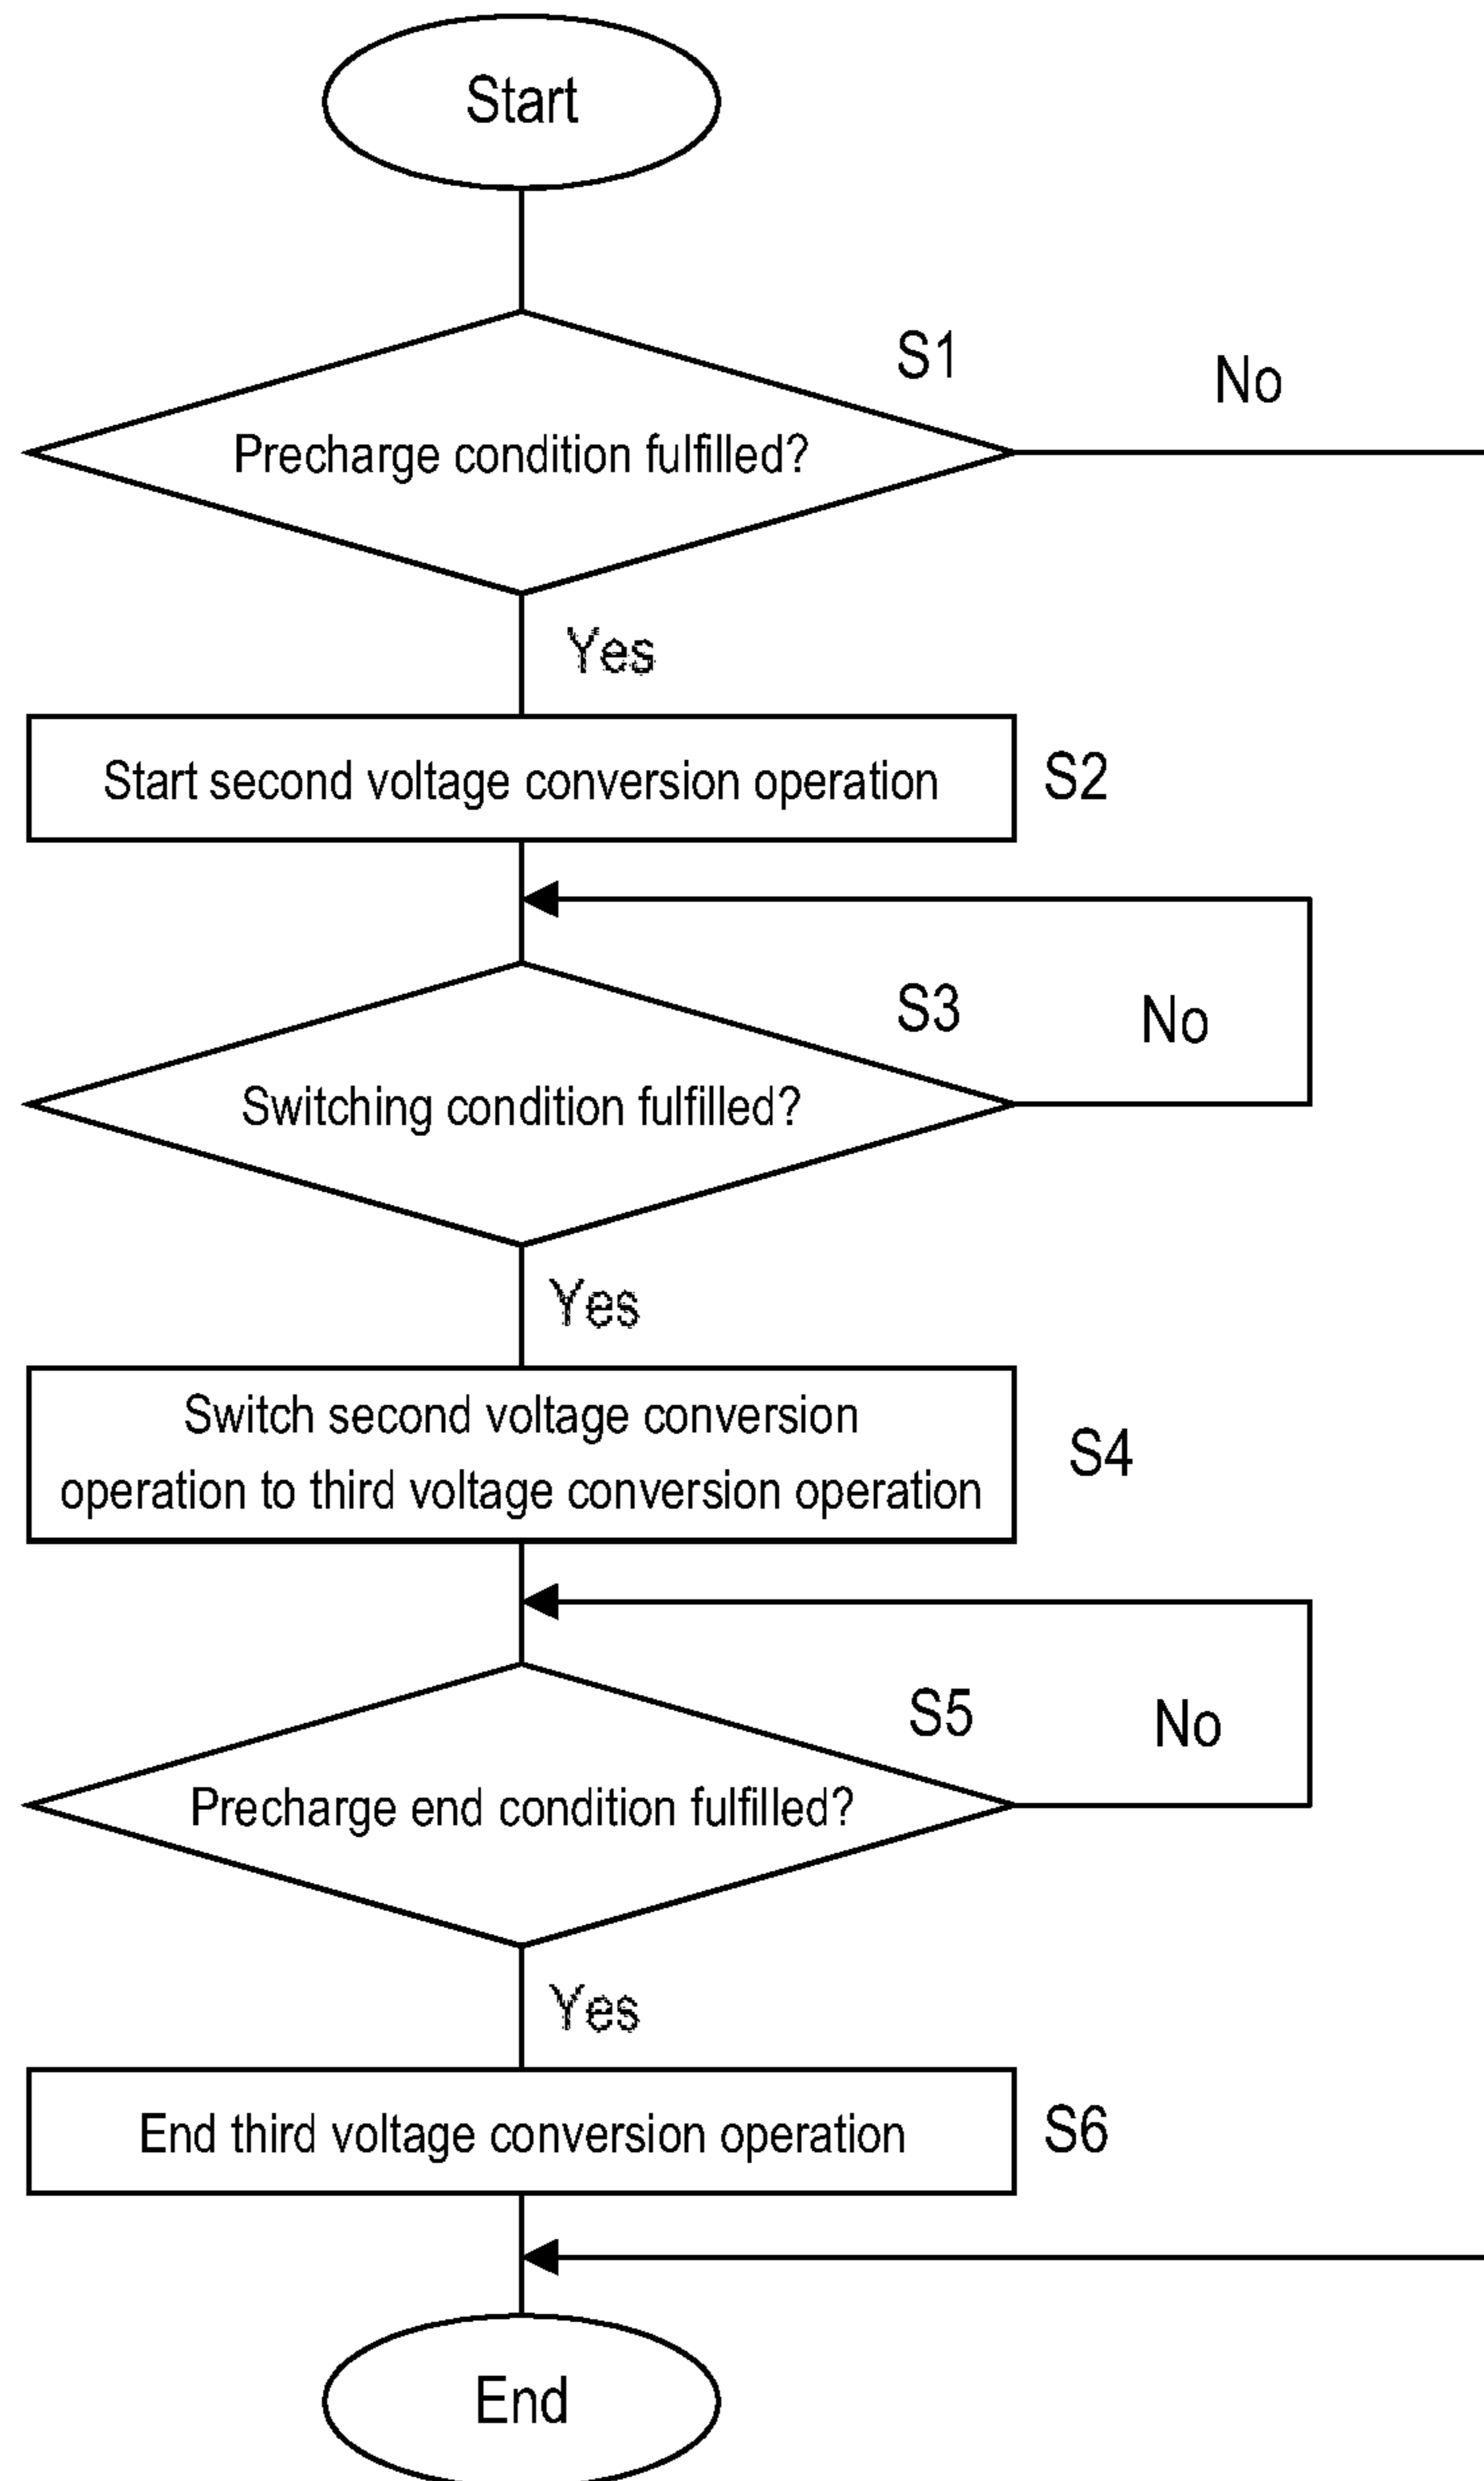 Start
S1
No
Precharge condition fulfilled?
Yes
Start second voltage conversion operation
S2
S3
No
Switching condition fulfilled?
Yes
Switch second voltage conversion
operation to third voltage conversion operation
S4
S5
No
Precharge end condition fulfilled?
Yes
End third voltage conversion operation
S6
End